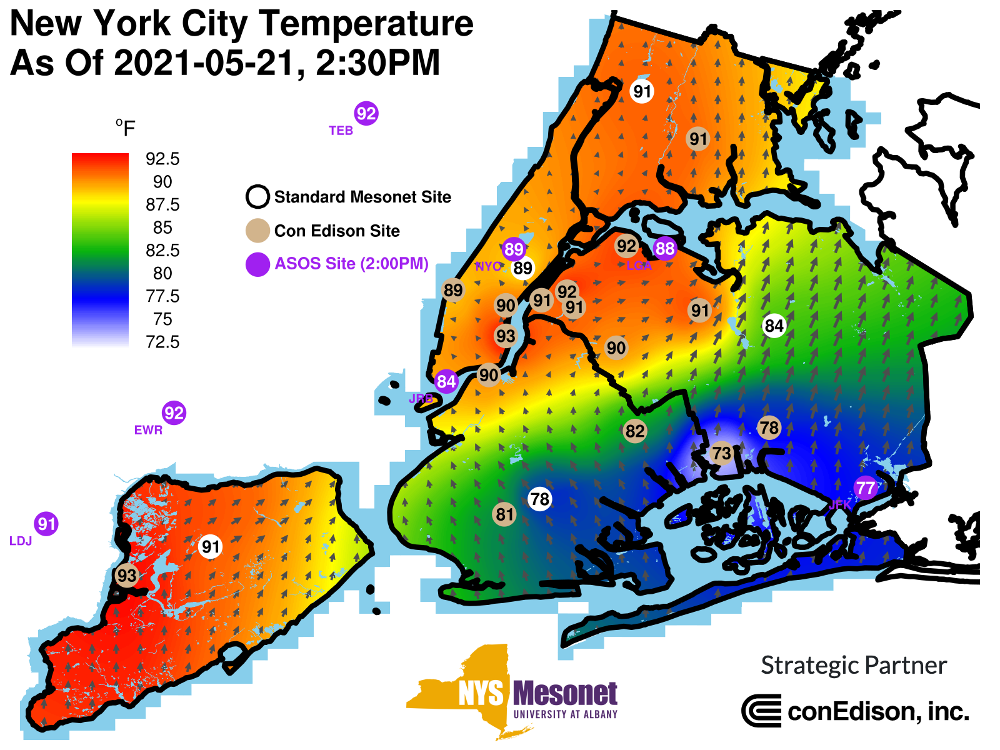 New York City Temperature
As Of 2021-05-21, 2:30PM
°F
92.5
90
87.5
85
82.5
80
77.5
75
72.5
Standard Mesonet Site
Con Edison Site
ASOS Site (2:00PM)
92
TEB
91
91
89
NYC
89
92
88
LGA
89
90
91
92
91
91
93
90
84
90
84
JRB
92
EWR
82
78
73
77
JFK
78
81
91
LDJ
91
93
NYS Mesonet
UNIVERSITY AT ALBANY
Strategic Partner
conEdison, inc.